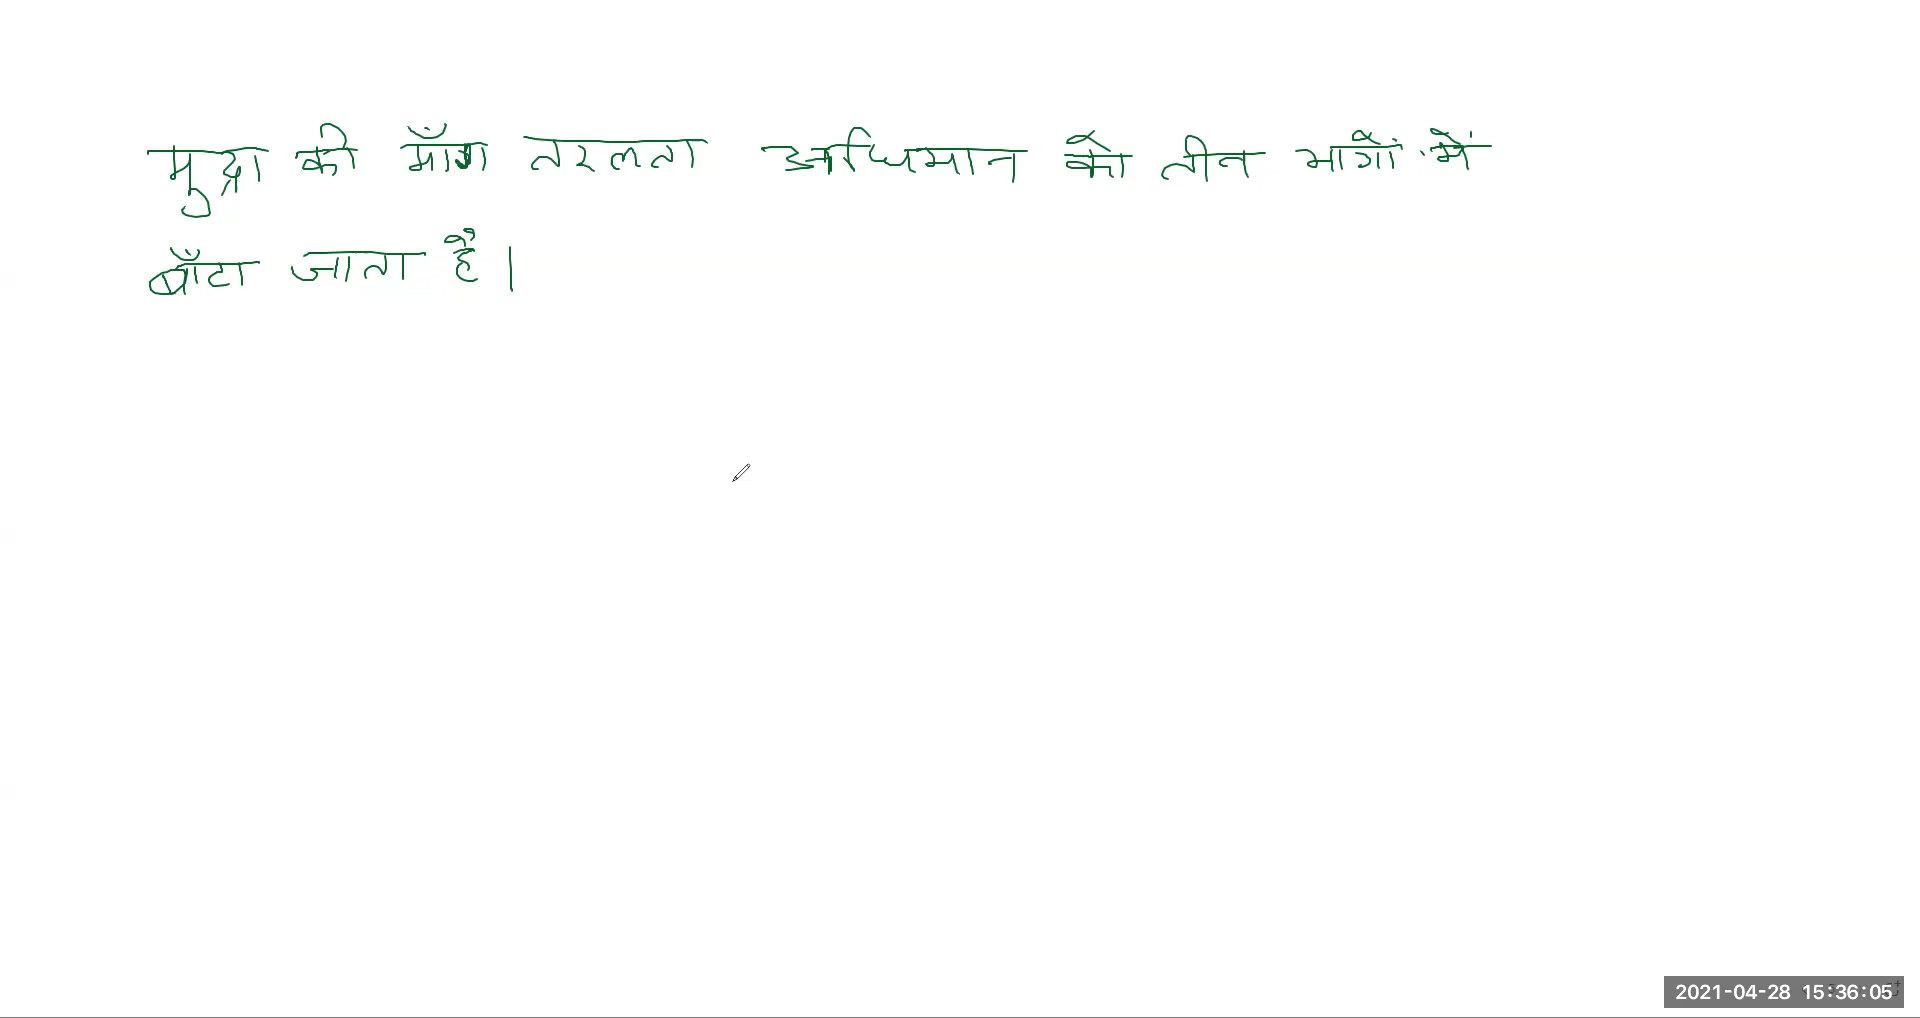 मुद्रा की माँग तरलता अधिमान को तीन भागों में
बाँटा जाता है।
2021-04-28 15:36:05